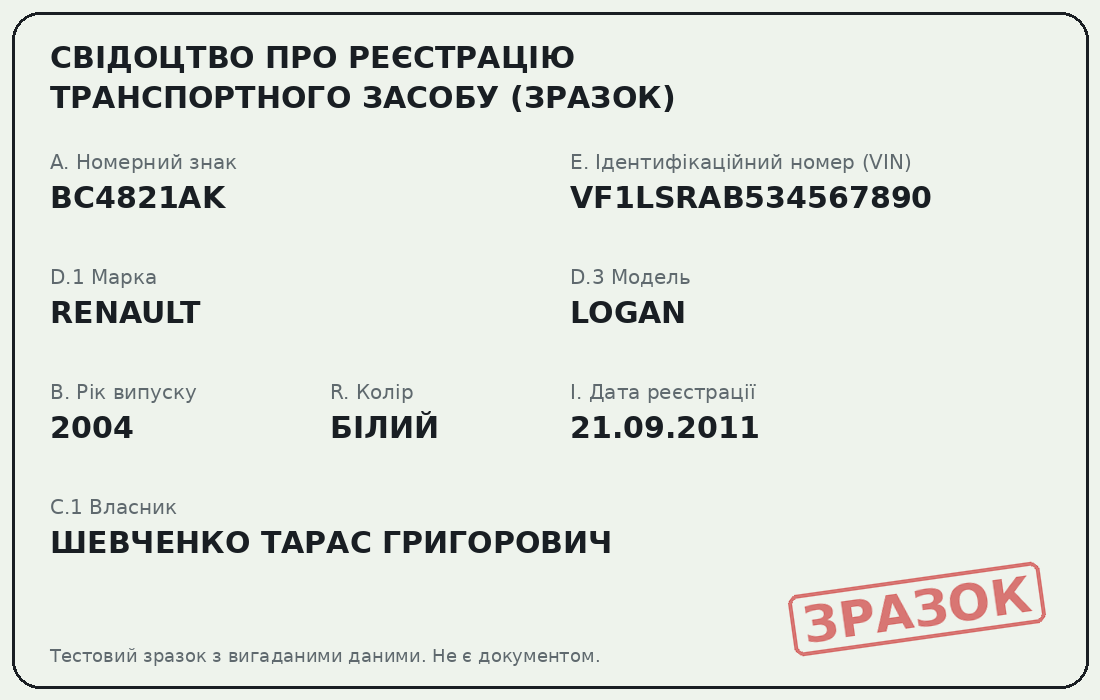 СВІДОЦТВО ПРО РЕЄСТРАЦІЮ
ТРАНСПОРТНОГО ЗАСОБУ (ЗРАЗОК)
A. Номерний знак
BC4821AK
E. Ідентифікаційний номер (VIN)
VF1LSRAB534567890
D.1 Марка
RENAULT
D.3 Модель
LOGAN
B. Рік випуску
2004
R. Колір
БІЛИЙ
I. Дата реєстрації
21.09.2011
C.1 Власник
ШЕВЧЕНКО ТАРАС ГРИГОРОВИЧ
ЗРАЗОК
Тестовий зразок з вигаданими даними. Не є документом.